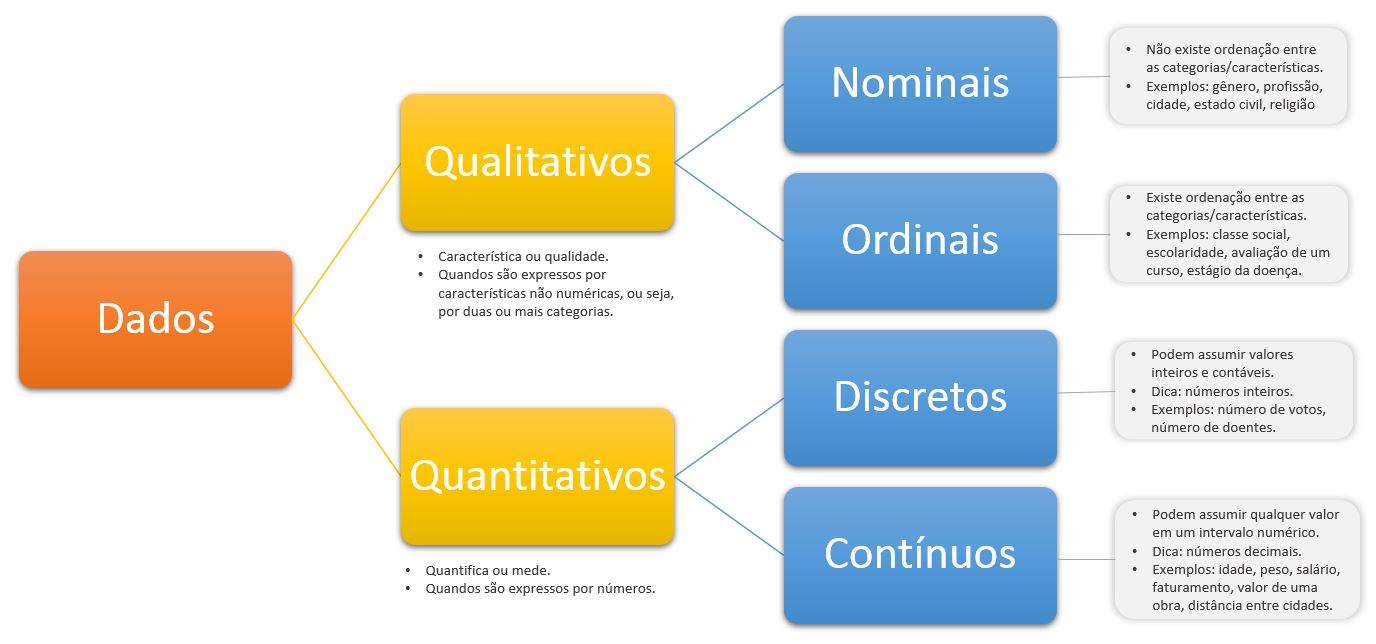 Dados
Qualitativos
• Característica ou qualidade.
• Quandos são expressos por
características não numéricas, ou seja,
por duas ou mais categorias.
Quantitativos
• Quantifica ou mede.
• Quandos são expressos por números.
Nominais
• Não existe ordenação entre
as categorias/características.
• Exemplos: gênero, profissão,
cidade, estado civil, religião
Ordinais
• Existe ordenação entre as
categorias/características.
• Exemplos: classe social,
escolaridade, avaliação de um
curso, estágio da doença.
Discretos
• Podem assumir valores
inteiros e contáveis.
• Dica: números inteiros.
• Exemplos: número de votos,
número de doentes.
Contínuos
• Podem assumir qualquer valor
em um intervalo numérico.
• Dica: números decimais.
• Exemplos: idade, peso, salário,
faturamento, valor de uma
obra, distância entre cidades.